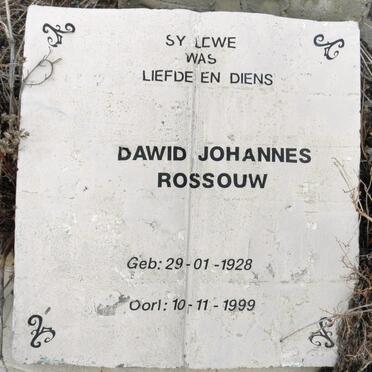 SY LEWE
WAS
LIEFDE EN DIENS
DAWID JOHANNES
ROSSOUW
Geb: 29-01-1928
Oorl: 10-11-1999